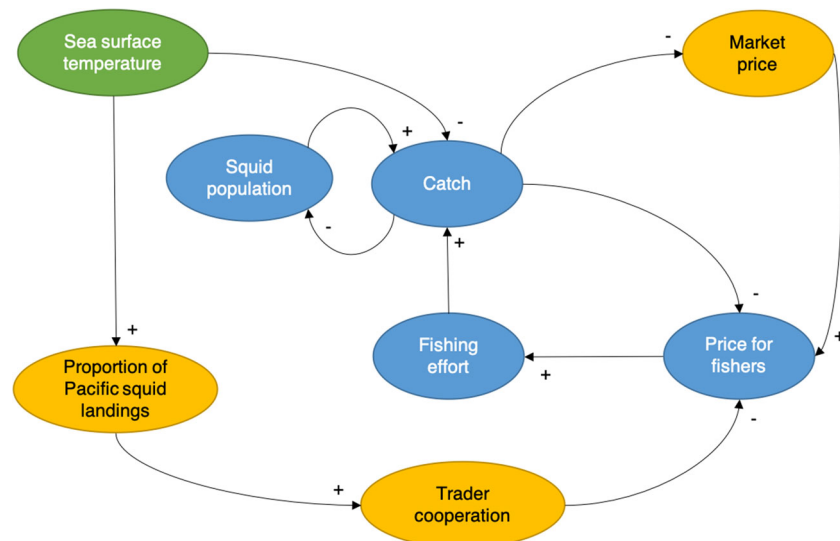 Sea surface
temperature
-
Market
price
-
+
Squid
population
Catch
-
+
+
-
+
Proportion of
Pacific squid
landings
Fishing
effort
+
Price for
fishers
-
+
Trader
cooperation